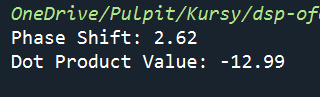 OneDrive/Pulpit/Kursy/dsp-of
Phase Shift: 2.62
Dot Product Value: -12.99